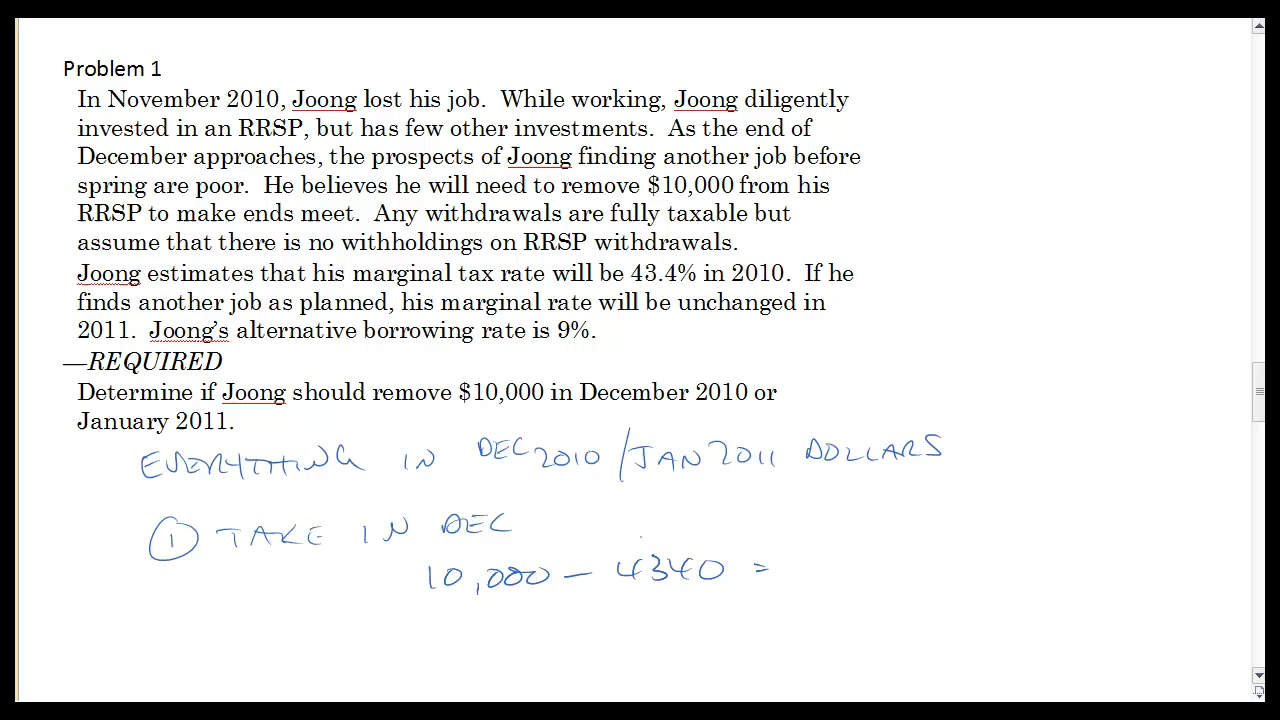 Problem 1
In November 2010, Joong lost his job.  While working, Joong diligently
invested in an RRSP, but has few other investments.  As the end of
December approaches, the prospects of Joong finding another job before
spring are poor.  He believes he will need to remove $10,000 from his
RRSP to make ends meet.  Any withdrawals are fully taxable but
assume that there is no withholdings on RRSP withdrawals.
Joong estimates that his marginal tax rate will be 43.4% in 2010.  If he
finds another job as planned, his marginal rate will be unchanged in
2011.  Joong's alternative borrowing rate is 9%.
—REQUIRED
Determine if Joong should remove $10,000 in December 2010 or
January 2011.
EVERYTHING IN DEC 2010 / JAN 2011 DOLLARS
① TAKE IN DEC
10,000 – 4340 =